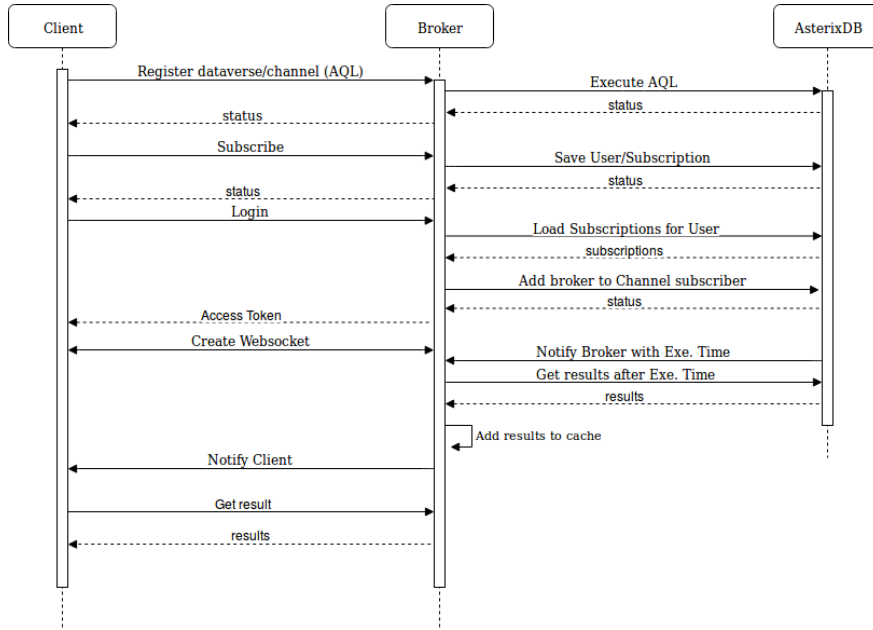 Client
Broker
AsterixDB
Register dataverse/channel (AQL)
Execute AQL
status
status
Subscribe
Save User/Subscription
status
status
Login
Load Subscriptions for User
subscriptions
Add broker to Channel subscriber
status
Access Token
Create Websocket
Notify Broker with Exe. Time
Get results after Exe. Time
results
Add results to cache
Notify Client
Get result
results